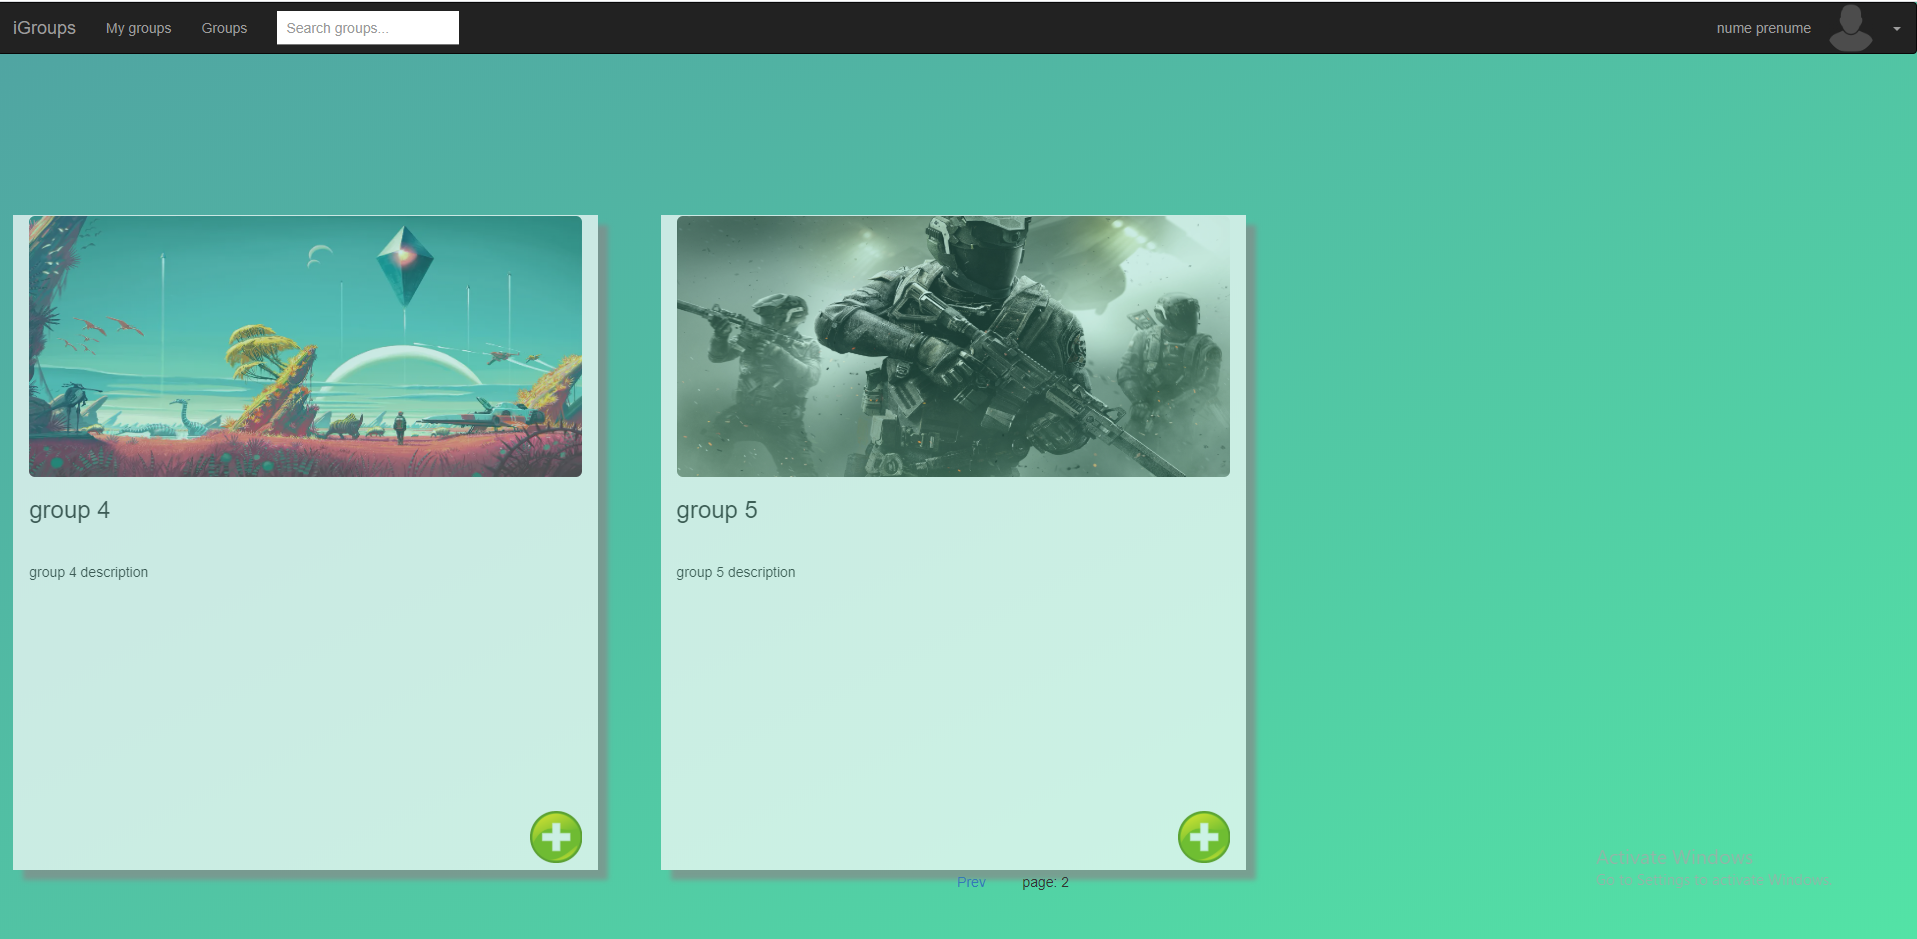 iGroups My groups Groups Search groups... nume prenume
group 4
group 4 description
group 5
group 5 description
Prev page: 2
Activate Windows
Go to Settings to activate Windows.